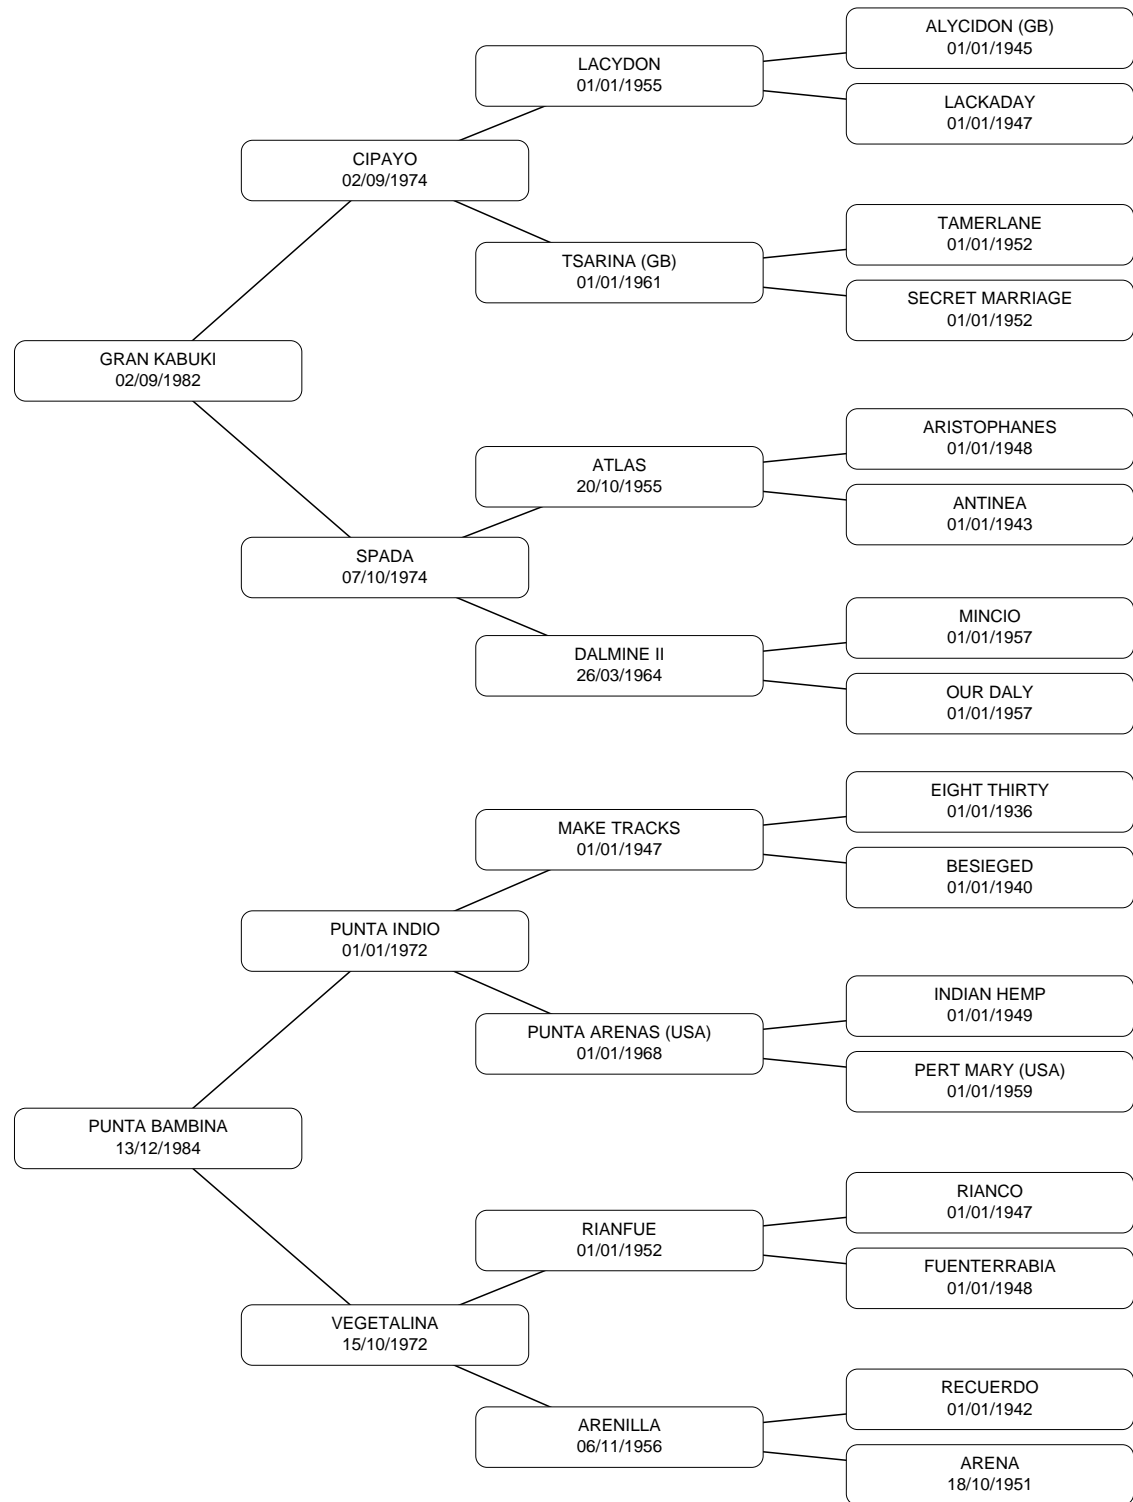 ALYCIDON (GB)
01/01/1945
LACYDON
01/01/1955
LACKADAY
01/01/1947
CIPAYO
02/09/1974
TAMERLANE
01/01/1952
TSARINA (GB)
01/01/1961
SECRET MARRIAGE
01/01/1952
GRAN KABUKI
02/09/1982
ARISTOPHANES
01/01/1948
ATLAS
20/10/1955
ANTINEA
01/01/1943
SPADA
07/10/1974
MINCIO
01/01/1957
DALMINE II
26/03/1964
OUR DALY
01/01/1957
EIGHT THIRTY
01/01/1936
MAKE TRACKS
01/01/1947
BESIEGED
01/01/1940
PUNTA INDIO
01/01/1972
INDIAN HEMP
01/01/1949
PUNTA ARENAS (USA)
01/01/1968
PERT MARY (USA)
01/01/1959
PUNTA BAMBINA
13/12/1984
RIANCO
01/01/1947
RIANFUE
01/01/1952
FUENTERRABIA
01/01/1948
VEGETALINA
15/10/1972
RECUERDO
01/01/1942
ARENILLA
06/11/1956
ARENA
18/10/1951